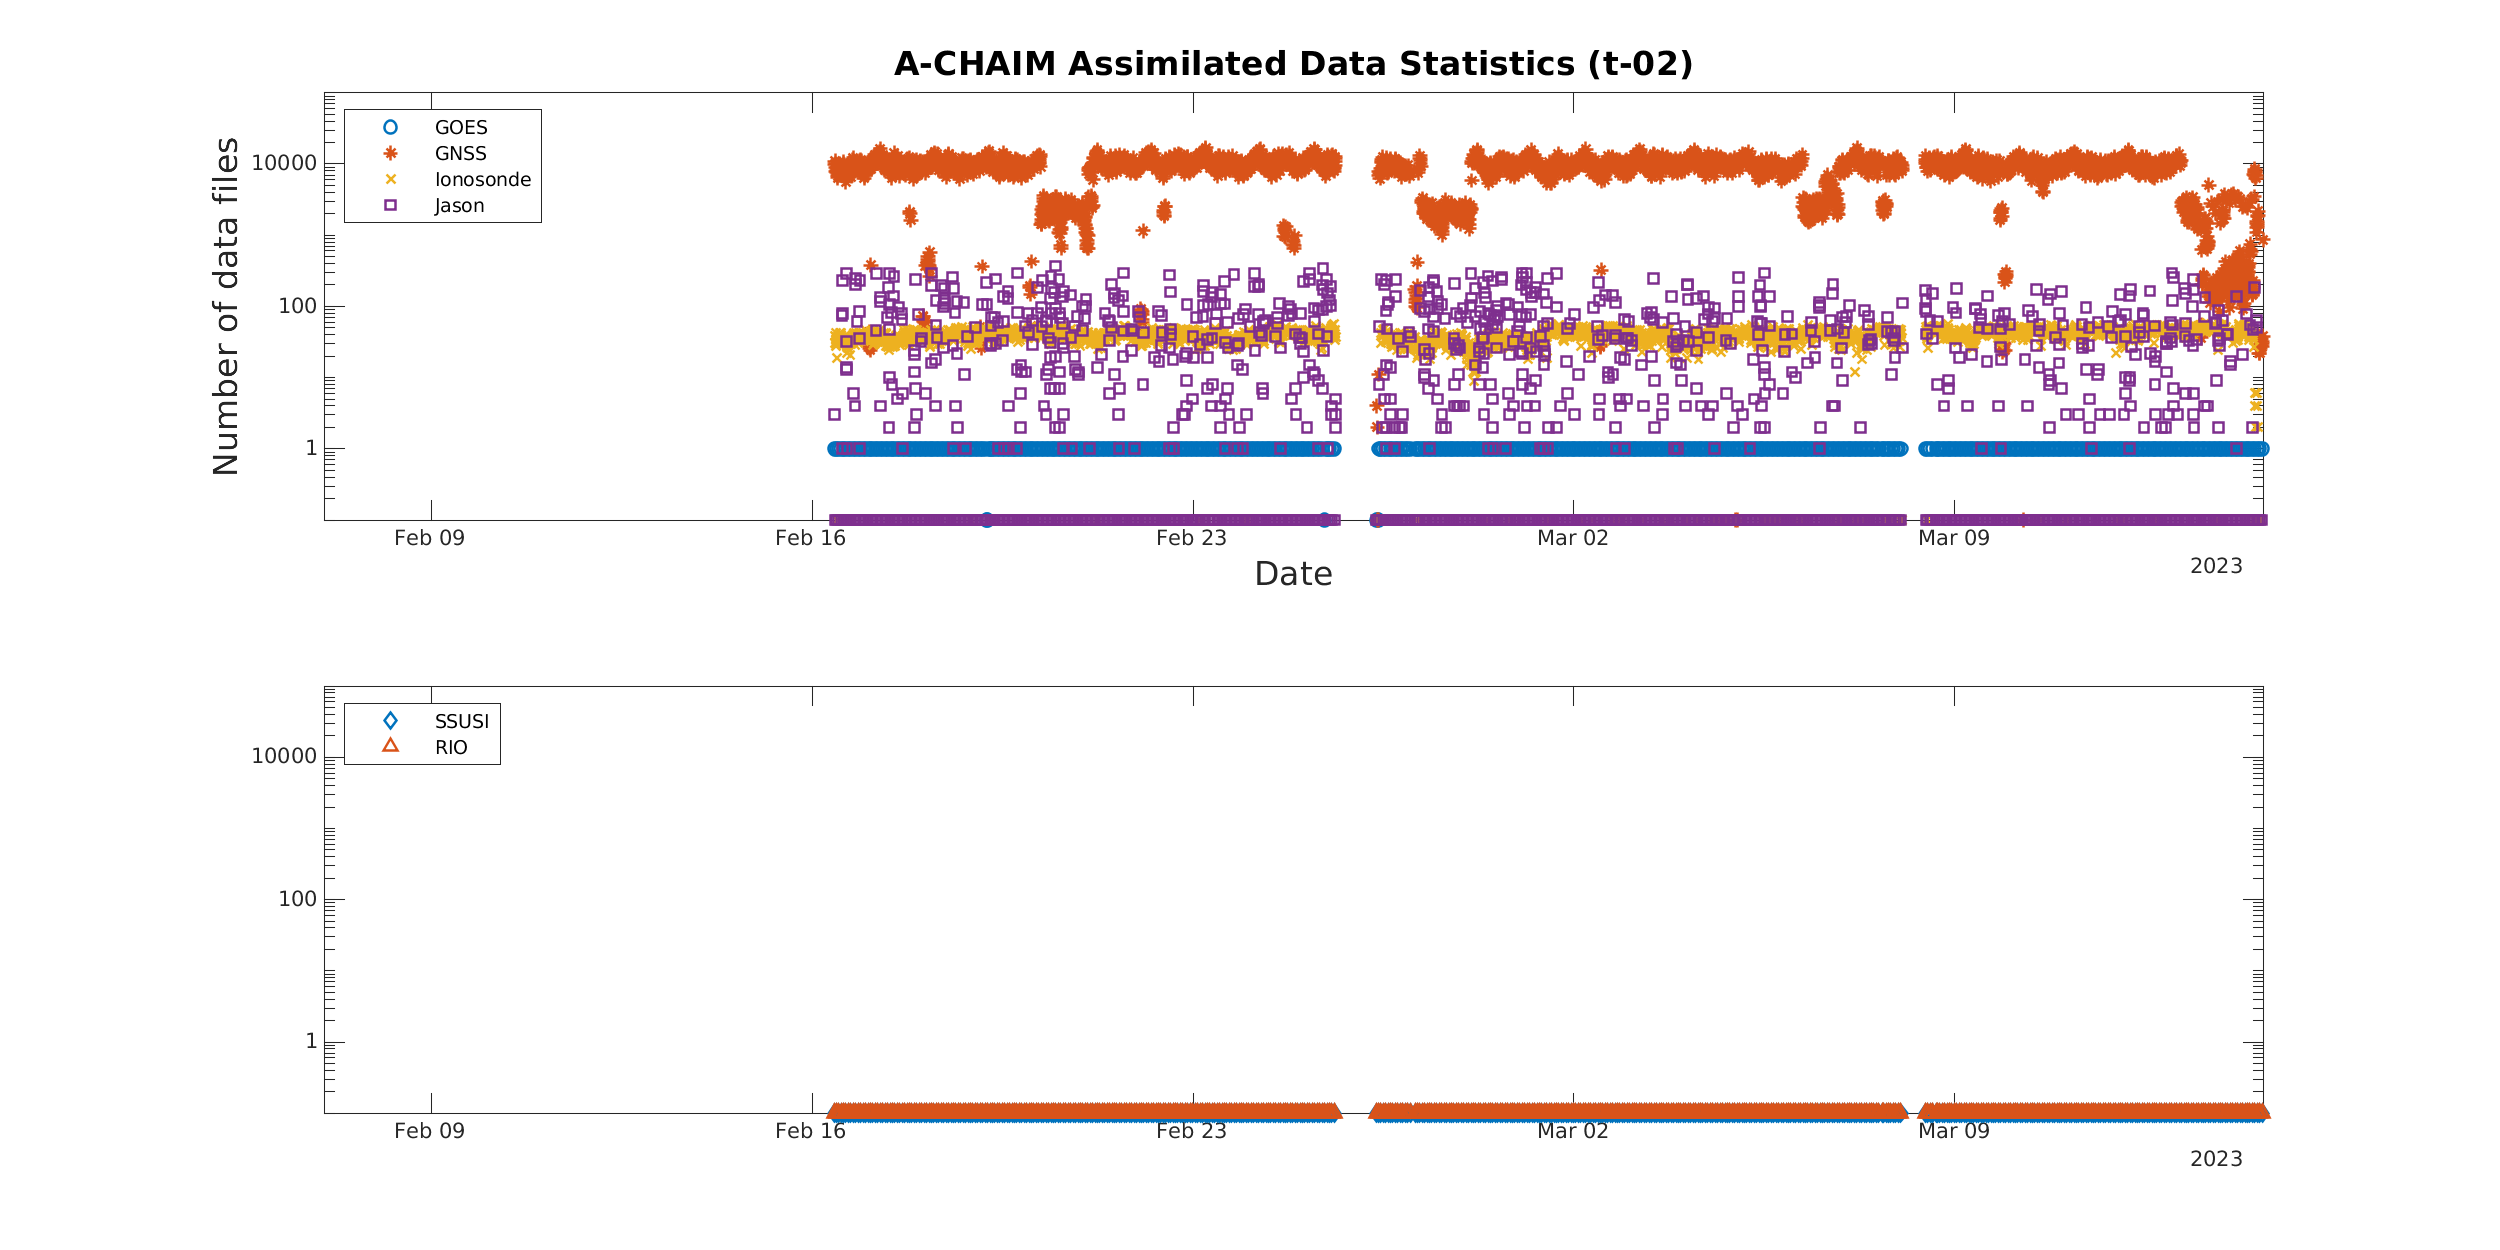 A-CHAIM Assimilated Data Statistics (t-02)
GOES
GNSS
Ionosonde
Jason
10000
100
1
Number of data files
Feb 09
Feb 16
Feb 23
Mar 02
Mar 09
2023
Date
SSUSI
RIO
10000
100
1
Feb 09
Feb 16
Feb 23
Mar 02
Mar 09
2023